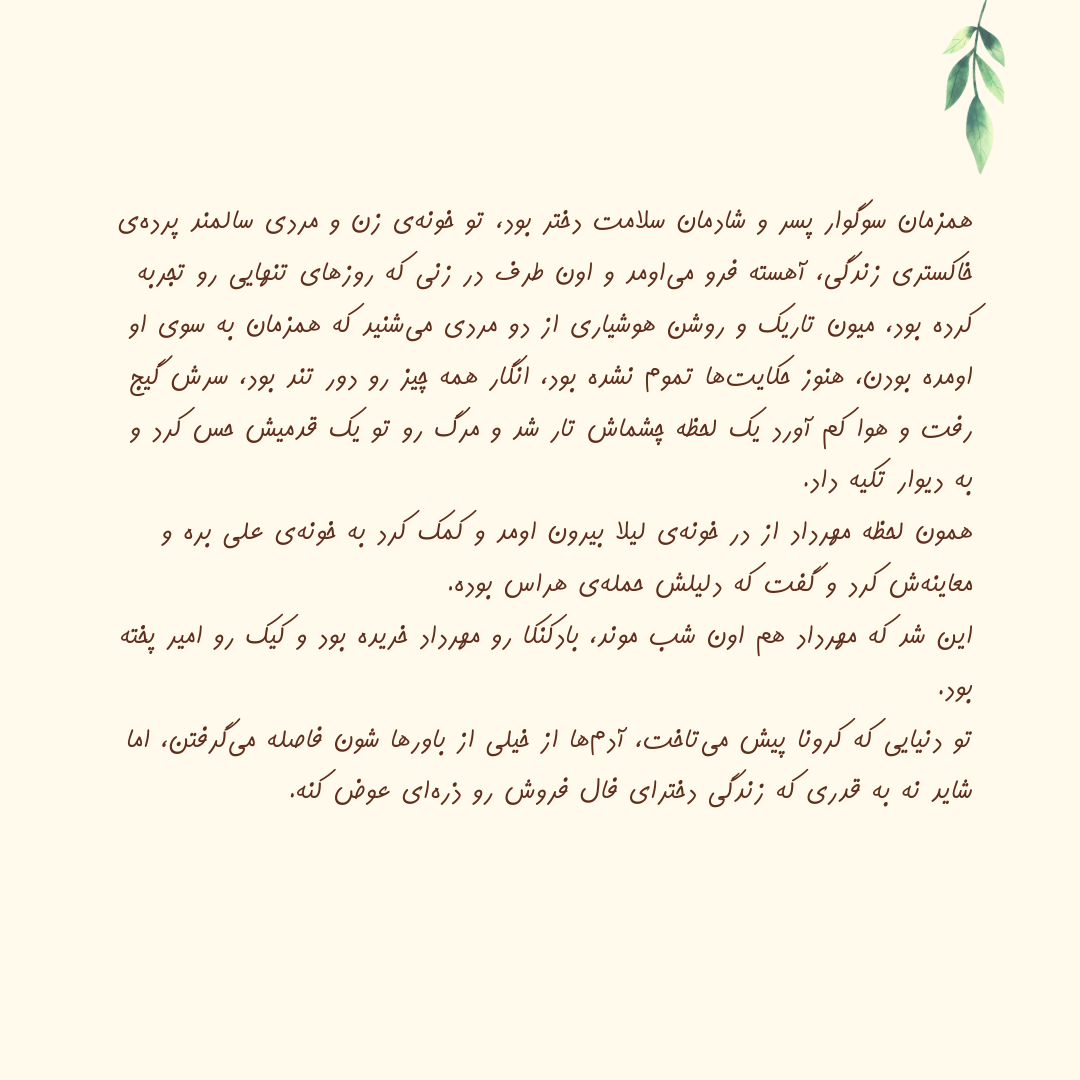 همزمان سوگوار پسر و شادمان سلامت دختر بود، تو خونه‌ی زن و مردی سالمند پرده‌ی
خاکستری زندگی، آهسته فرو می‌اومد و اون طرف در زنی که روزهای تنهایی رو تجربه
کرده بود، میون تاریک و روشن هوشیاری از دو مردی می‌شنید که همزمان به سوی او
اومده بودن، هنوز حکایت‌ها تموم نشده بود، انگار همه چیز رو دور تند بود، سرش گیج
رفت و هوا کم آورد یک لحظه چشماش تار شد و مرگ رو تو یک قدمیش حس کرد و
به دیوار تکیه داد.
همون لحظه مهرداد از در خونه‌ی لیلا بیرون اومد و کمک کرد به خونه‌ی علی بره و
معاینه‌ش کرد و گفت که دلیلش حمله‌ی هراس بوده.
این شد که مهرداد هم اون شب موند، بادکنکا رو مهرداد خریده بود و کیک رو امیر پخته
بود.
تو دنیایی که کرونا پیش می‌تاخت، آدم‌ها از خیلی از باورها شون فاصله می‌گرفتن، اما
شاید نه به قدری که زندگی دخترای فال فروش رو ذره‌ای عوض کنه.